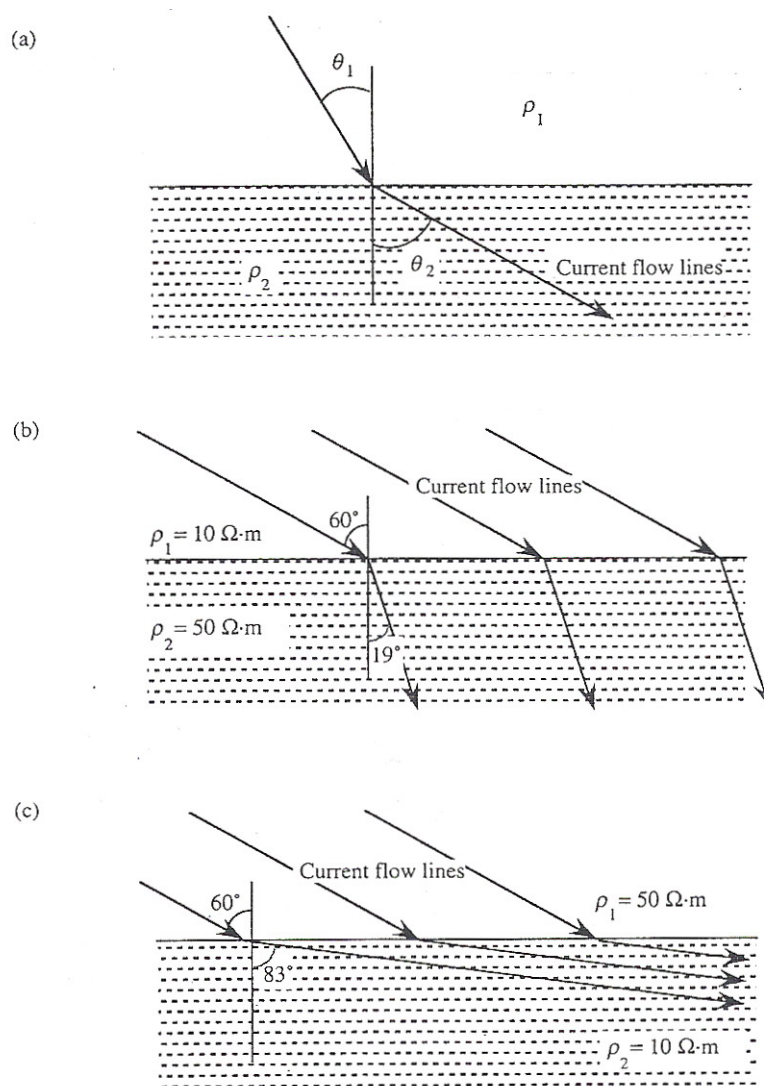 (a)
θ₁
ρ₁
ρ₂
θ₂
Current flow lines
(b)
Current flow lines
60°
ρ₁ = 10 Ω·m
ρ₂ = 50 Ω·m
19°
(c)
Current flow lines
60°
ρ₁ = 50 Ω·m
83°
ρ₂ = 10 Ω·m